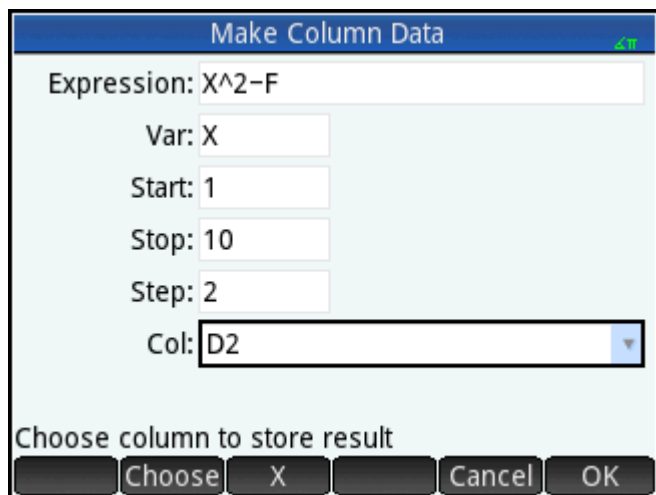 Make Column Data
∡π
Expression: X^2-F
Var: X
Start: 1
Stop: 10
Step: 2
Col: D2
Choose column to store result
Choose X Cancel OK